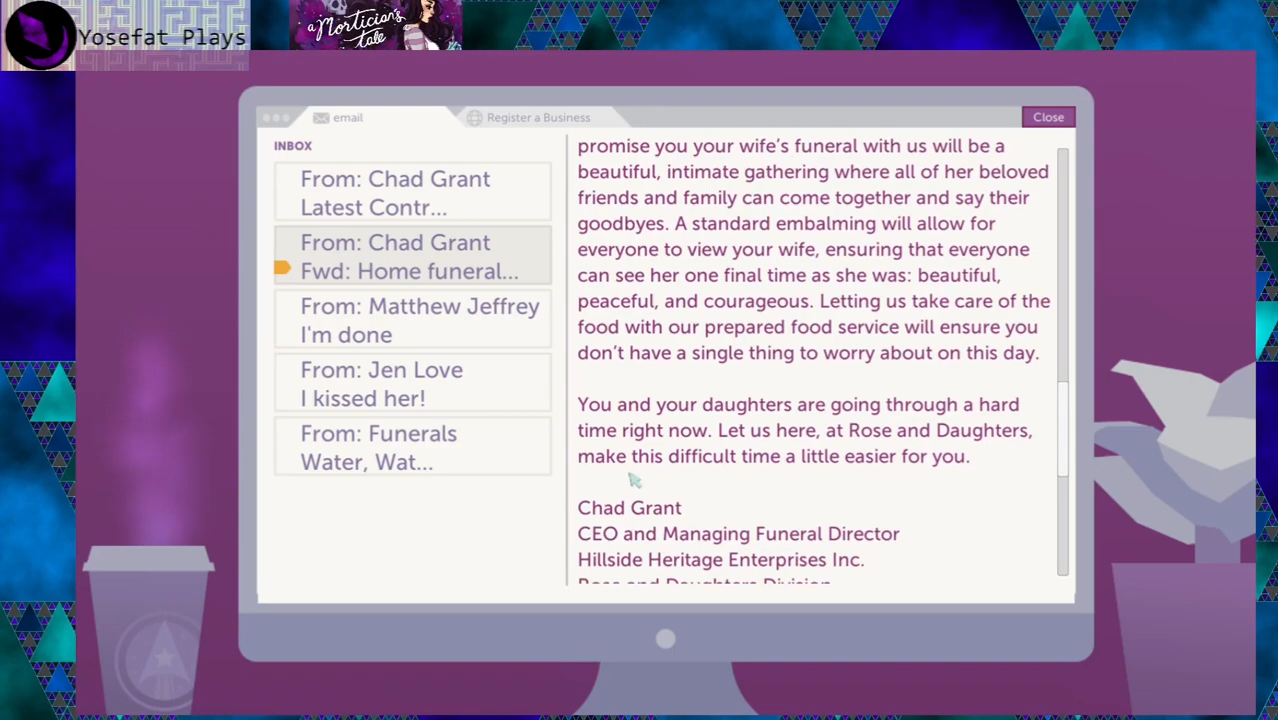 Yosefat Plays
a Mortician's
tale
email
Register a Business
Close
INBOX
From: Chad Grant
Latest Contr...
From: Chad Grant
Fwd: Home funeral...
From: Matthew Jeffrey
I'm done
From: Jen Love
I kissed her!
From: Funerals
Water, Wat...
promise you your wife's funeral with us will be a
beautiful, intimate gathering where all of her beloved
friends and family can come together and say their
goodbyes. A standard embalming will allow for
everyone to view your wife, ensuring that everyone
can see her one final time as she was: beautiful,
peaceful, and courageous. Letting us take care of the
food with our prepared food service will ensure you
don't have a single thing to worry about on this day.
You and your daughters are going through a hard
time right now. Let us here, at Rose and Daughters,
make this difficult time a little easier for you.
Chad Grant
CEO and Managing Funeral Director
Hillside Heritage Enterprises Inc.
Rose and Daughters Division